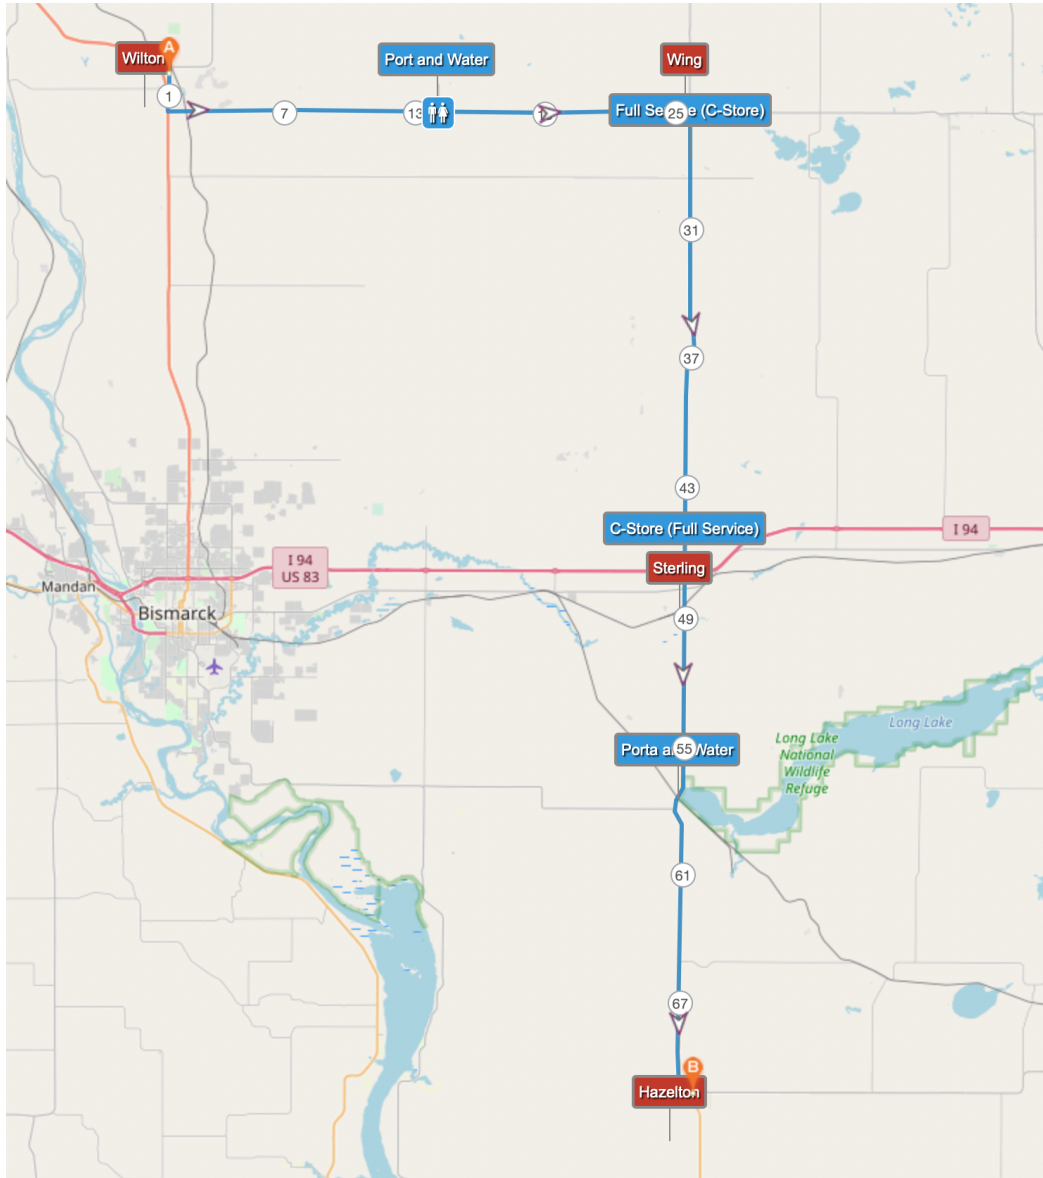 Wilton
A
Port and Water
Wing
1
7
13
Full Se
25
e (C-Store)
31
37
43
C-Store (Full Service)
I 94
I 94
US 83
Sterling
Mandan
Bismarck
49
Long Lake
Porta a
55
Water
Long Lake
National
Wildlife
Refuge
61
67
B
Hazelton